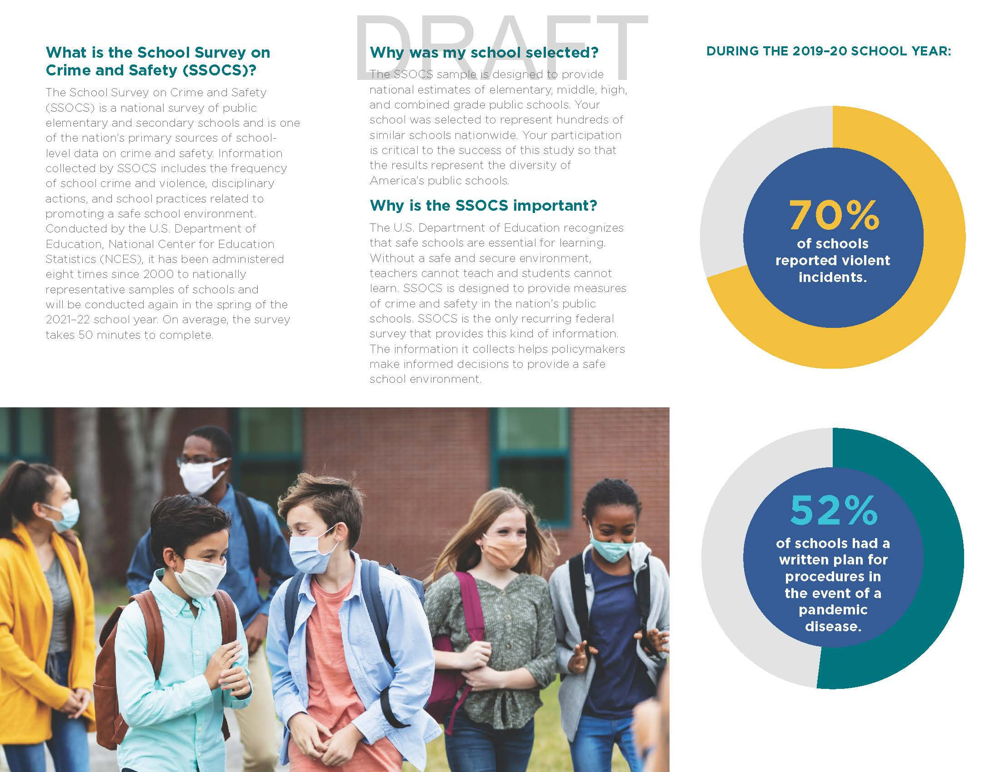 DRAFT
What is the School Survey on
Crime and Safety (SSOCS)?
The School Survey on Crime and Safety
(SSOCS) is a national survey of public
elementary and secondary schools and is one
of the nation's primary sources of school-
level data on crime and safety. Information
collected by SSOCS includes the frequency
of school crime and violence, disciplinary
actions, and school practices related to
promoting a safe school environment.
Conducted by the U.S. Department of
Education, National Center for Education
Statistics (NCES), it has been administered
eight times since 2000 to nationally
representative samples of schools and
will be conducted again in the spring of the
2021–22 school year. On average, the survey
takes 50 minutes to complete.
Why was my school selected?
The SSOCS sample is designed to provide
national estimates of elementary, middle, high,
and combined grade public schools. Your
school was selected to represent hundreds of
similar schools nationwide. Your participation
is critical to the success of this study so that
the results represent the diversity of
America's public schools.
Why is the SSOCS important?
The U.S. Department of Education recognizes
that safe schools are essential for learning.
Without a safe and secure environment,
teachers cannot teach and students cannot
learn. SSOCS is designed to provide measures
of crime and safety in the nation's public
schools. SSOCS is the only recurring federal
survey that provides this kind of information.
The information it collects helps policymakers
make informed decisions to provide a safe
school environment.
DURING THE 2019–20 SCHOOL YEAR:
70%
of schools
reported violent
incidents.
52%
of schools had a
written plan for
procedures in
the event of a
pandemic
disease.